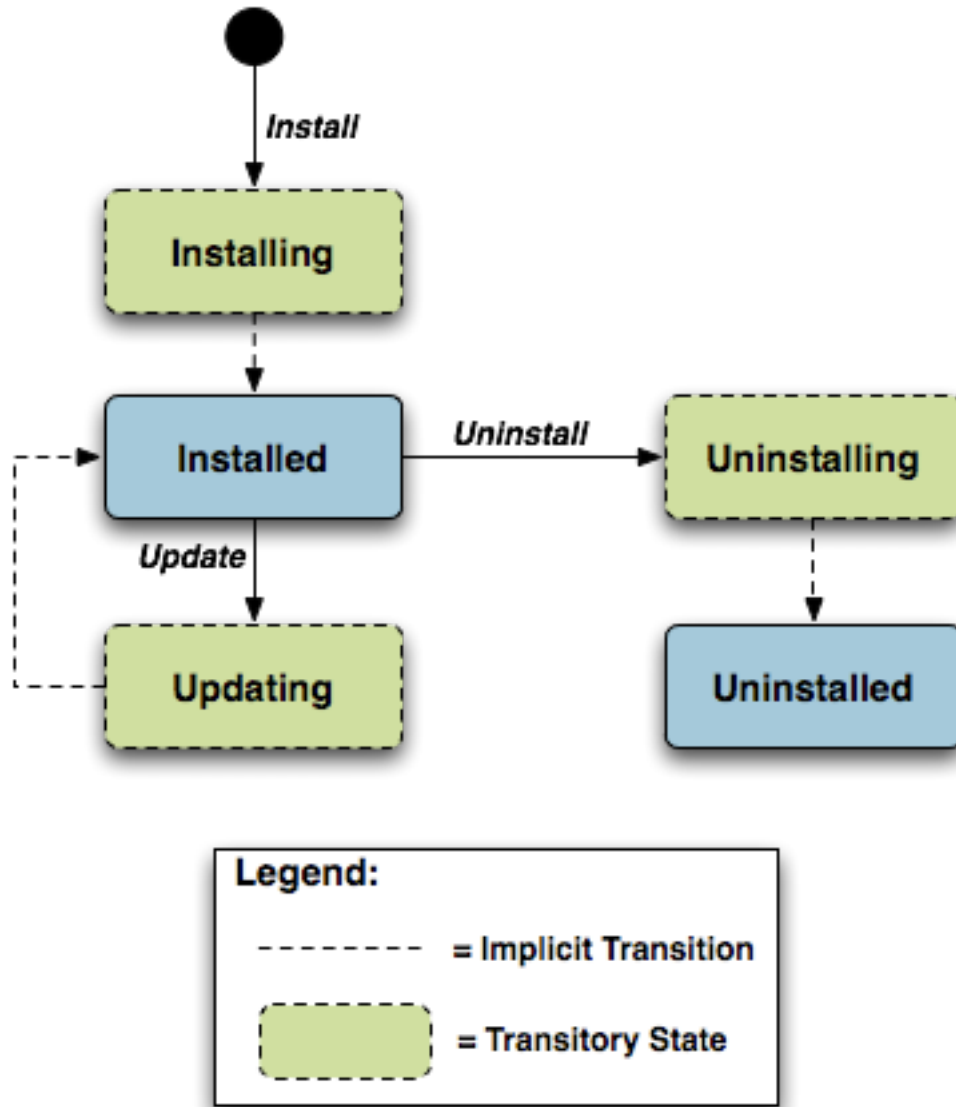 Install
Installing
Installed
Uninstall
Uninstalling
Update
Updating
Uninstalled
Legend:
= Implicit Transition
= Transitory State